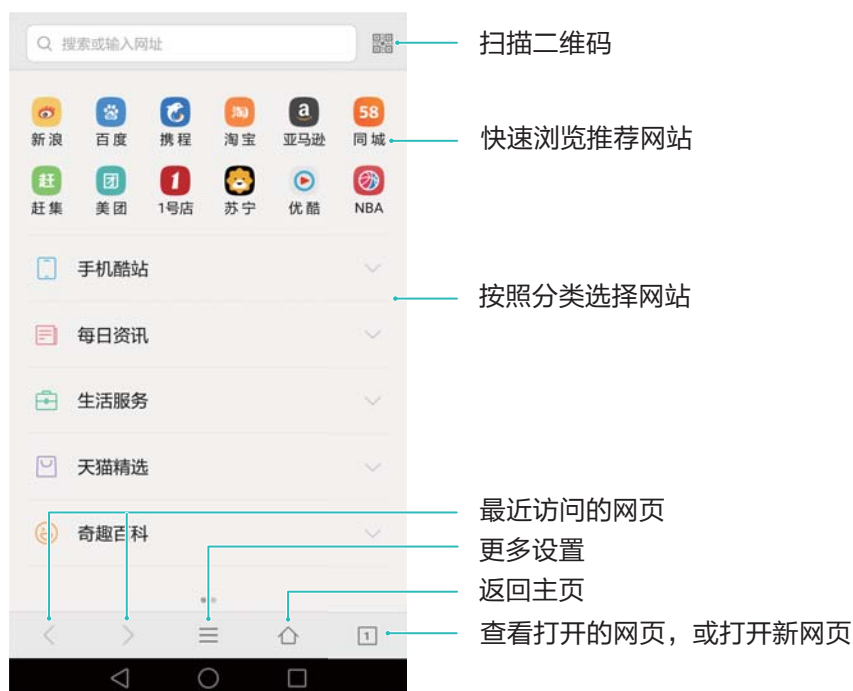 搜索或输入网址
扫描二维码
58
新浪 百度 携程 淘宝 亚马逊 同城
快速浏览推荐网站
赶 团 1
赶集 美团 1号店 苏宁 优酷 NBA
手机酷站
按照分类选择网站
每日资讯
生活服务
天猫精选
奇趣百科
最近访问的网页
更多设置
返回主页
1
查看打开的网页，或打开新网页